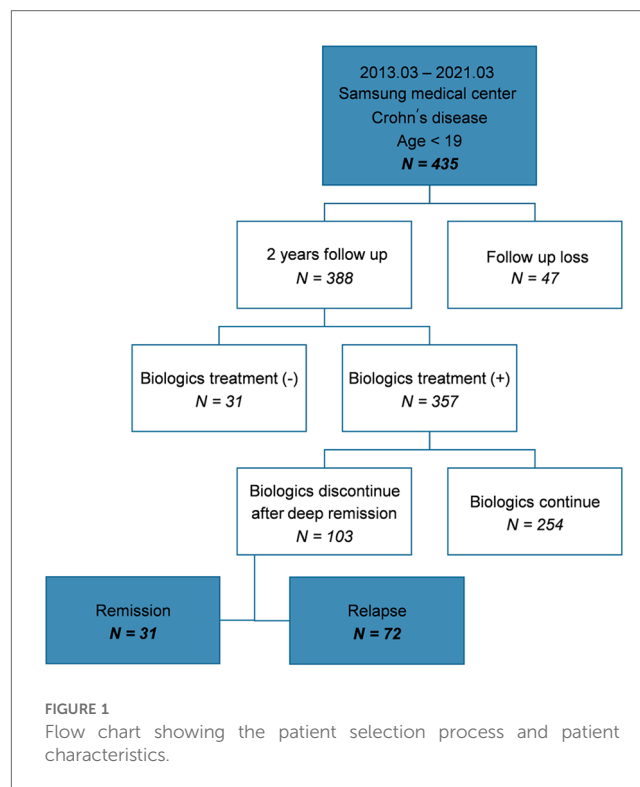 2013.03 – 2021.03
Samsung medical center
Crohn's disease
Age < 19
N = 435
2 years follow up
N = 388
Follow up loss
N = 47
Biologics treatment (-)
N = 31
Biologics treatment (+)
N = 357
Biologics discontinue
after deep remission
N = 103
Biologics continue
N = 254
Remission
N = 31
Relapse
N = 72
FIGURE 1
Flow chart showing the patient selection process and patient
characteristics.